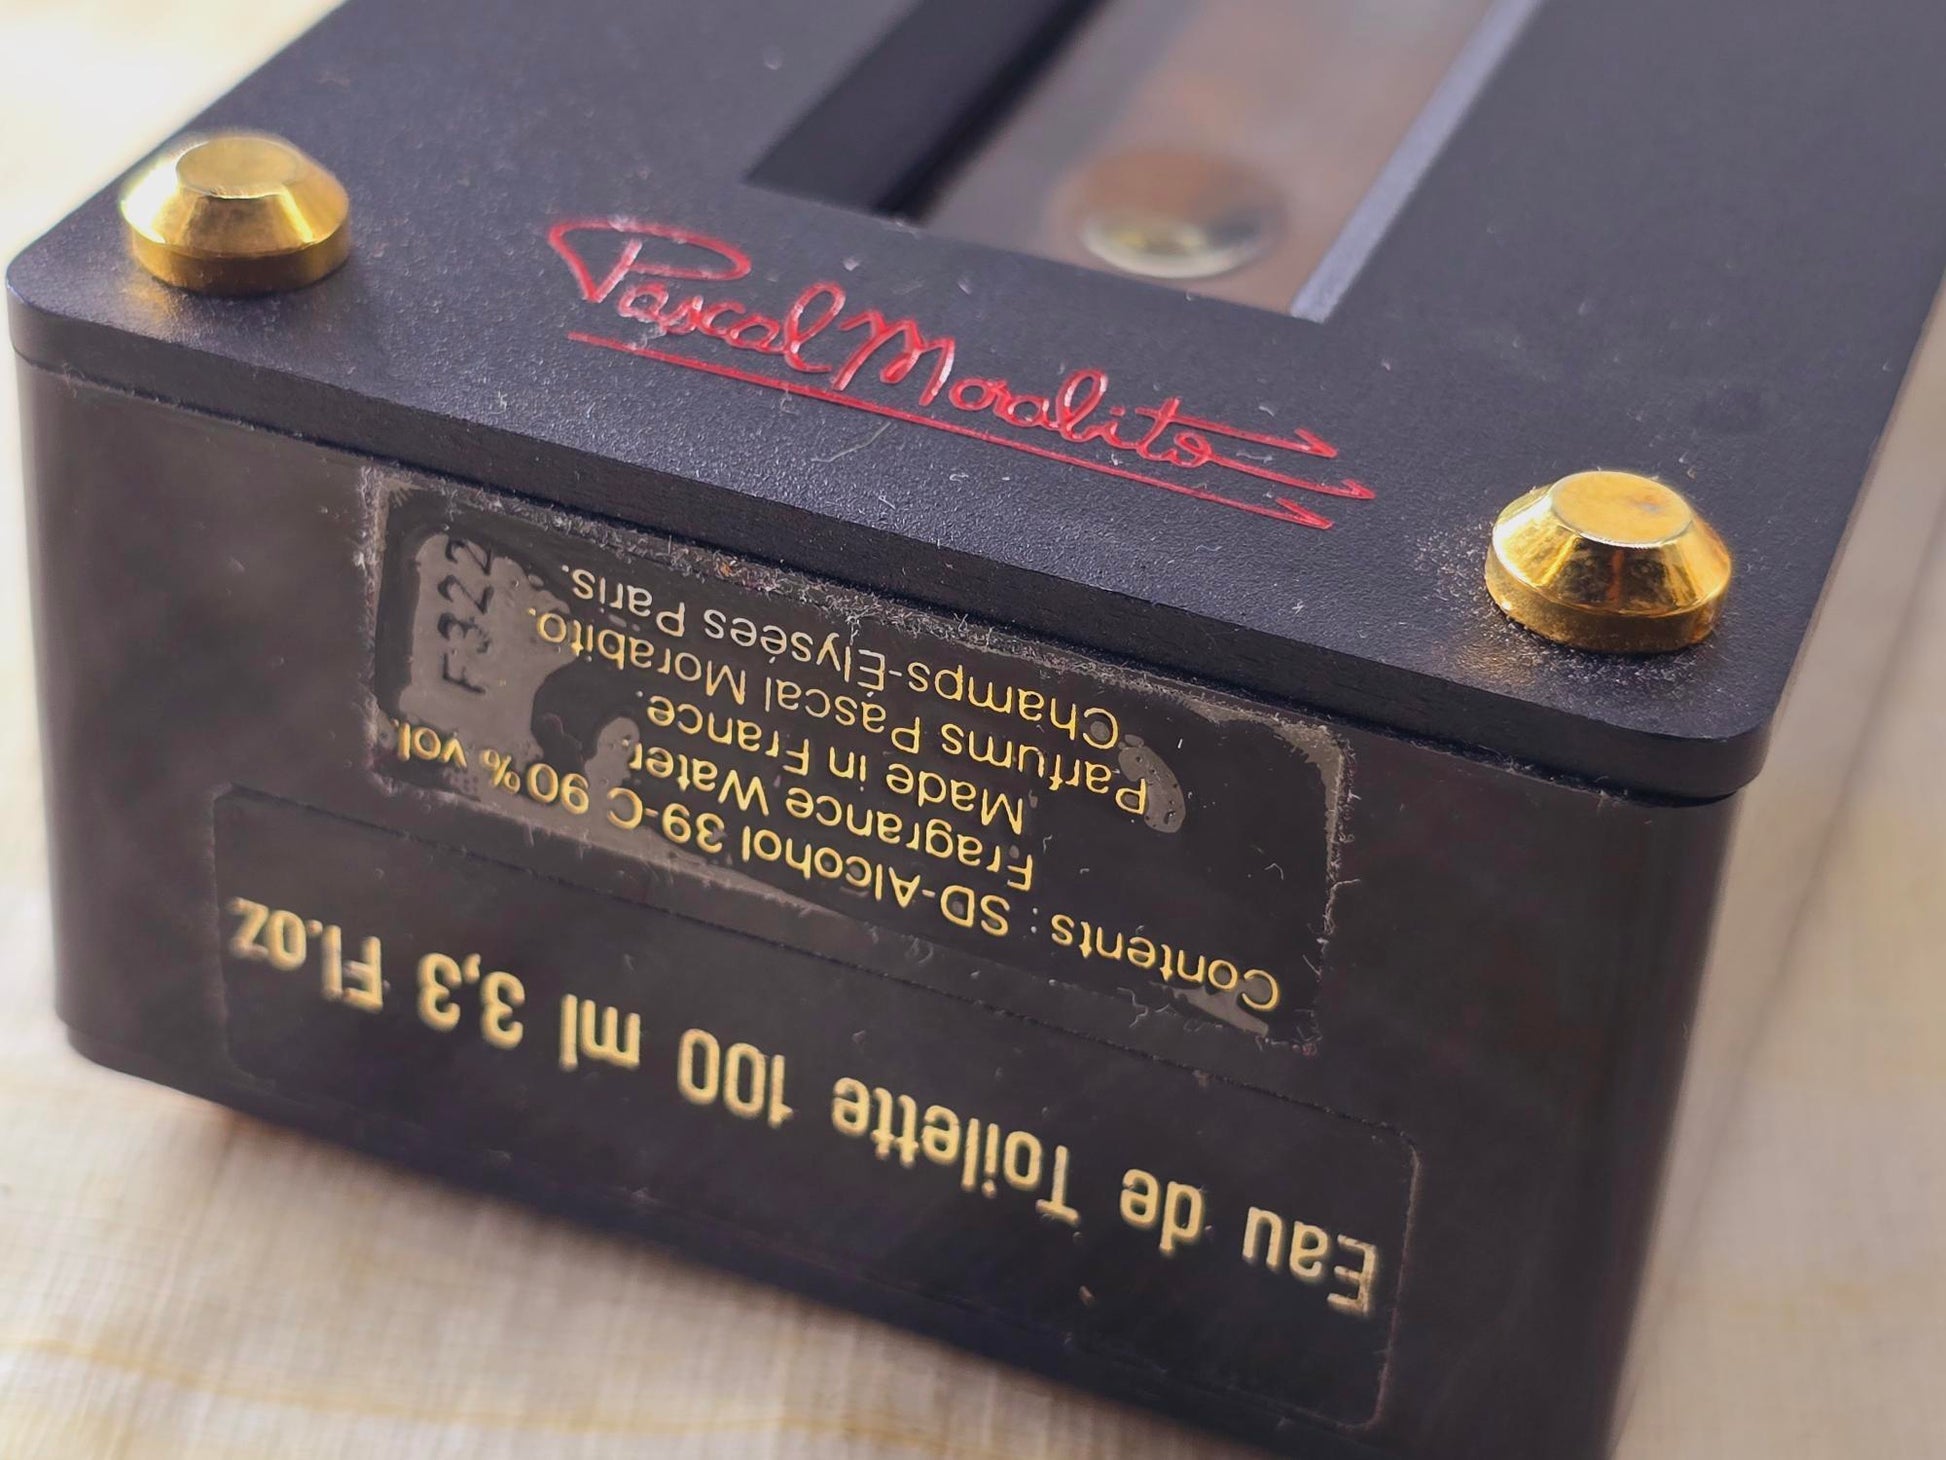 Pascal Morabito
Eau de Toilette 100 ml 3,3 Fl.oz
Contents : SD-Alcohol 39-C 90% vol.
Fragrance Water.
Made in France.
Parfums Pascal Morabito.
Champs-Élysées Paris.
F322